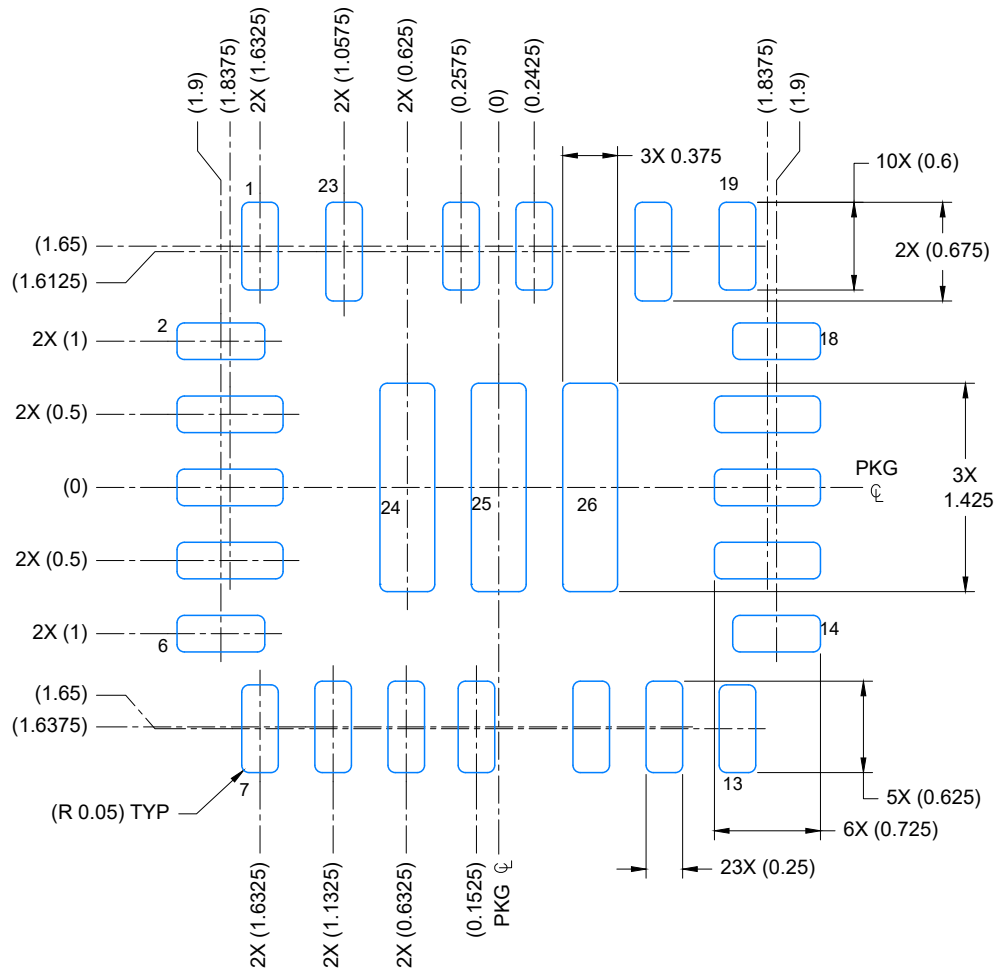 (1.9)
(1.8375)
2X (1.6325)
2X (1.0575)
2X (0.625)
(0.2575)
(0)
(0.2425)
(1.8375)
(1.9)
3X 0.375
10X (0.6)
1
23
19
2X (0.675)
(1.65)
(1.6125)
2
18
2X (1)
2X (0.5)
(0)
PKG
℄
3X
1.425
24
25
26
2X (0.5)
2X (1)
6
14
(1.65)
(1.6375)
7
13
(R 0.05) TYP
5X (0.625)
6X (0.725)
23X (0.25)
2X (1.6325)
2X (1.1325)
2X (0.6325)
(0.1525)
PKG ℄